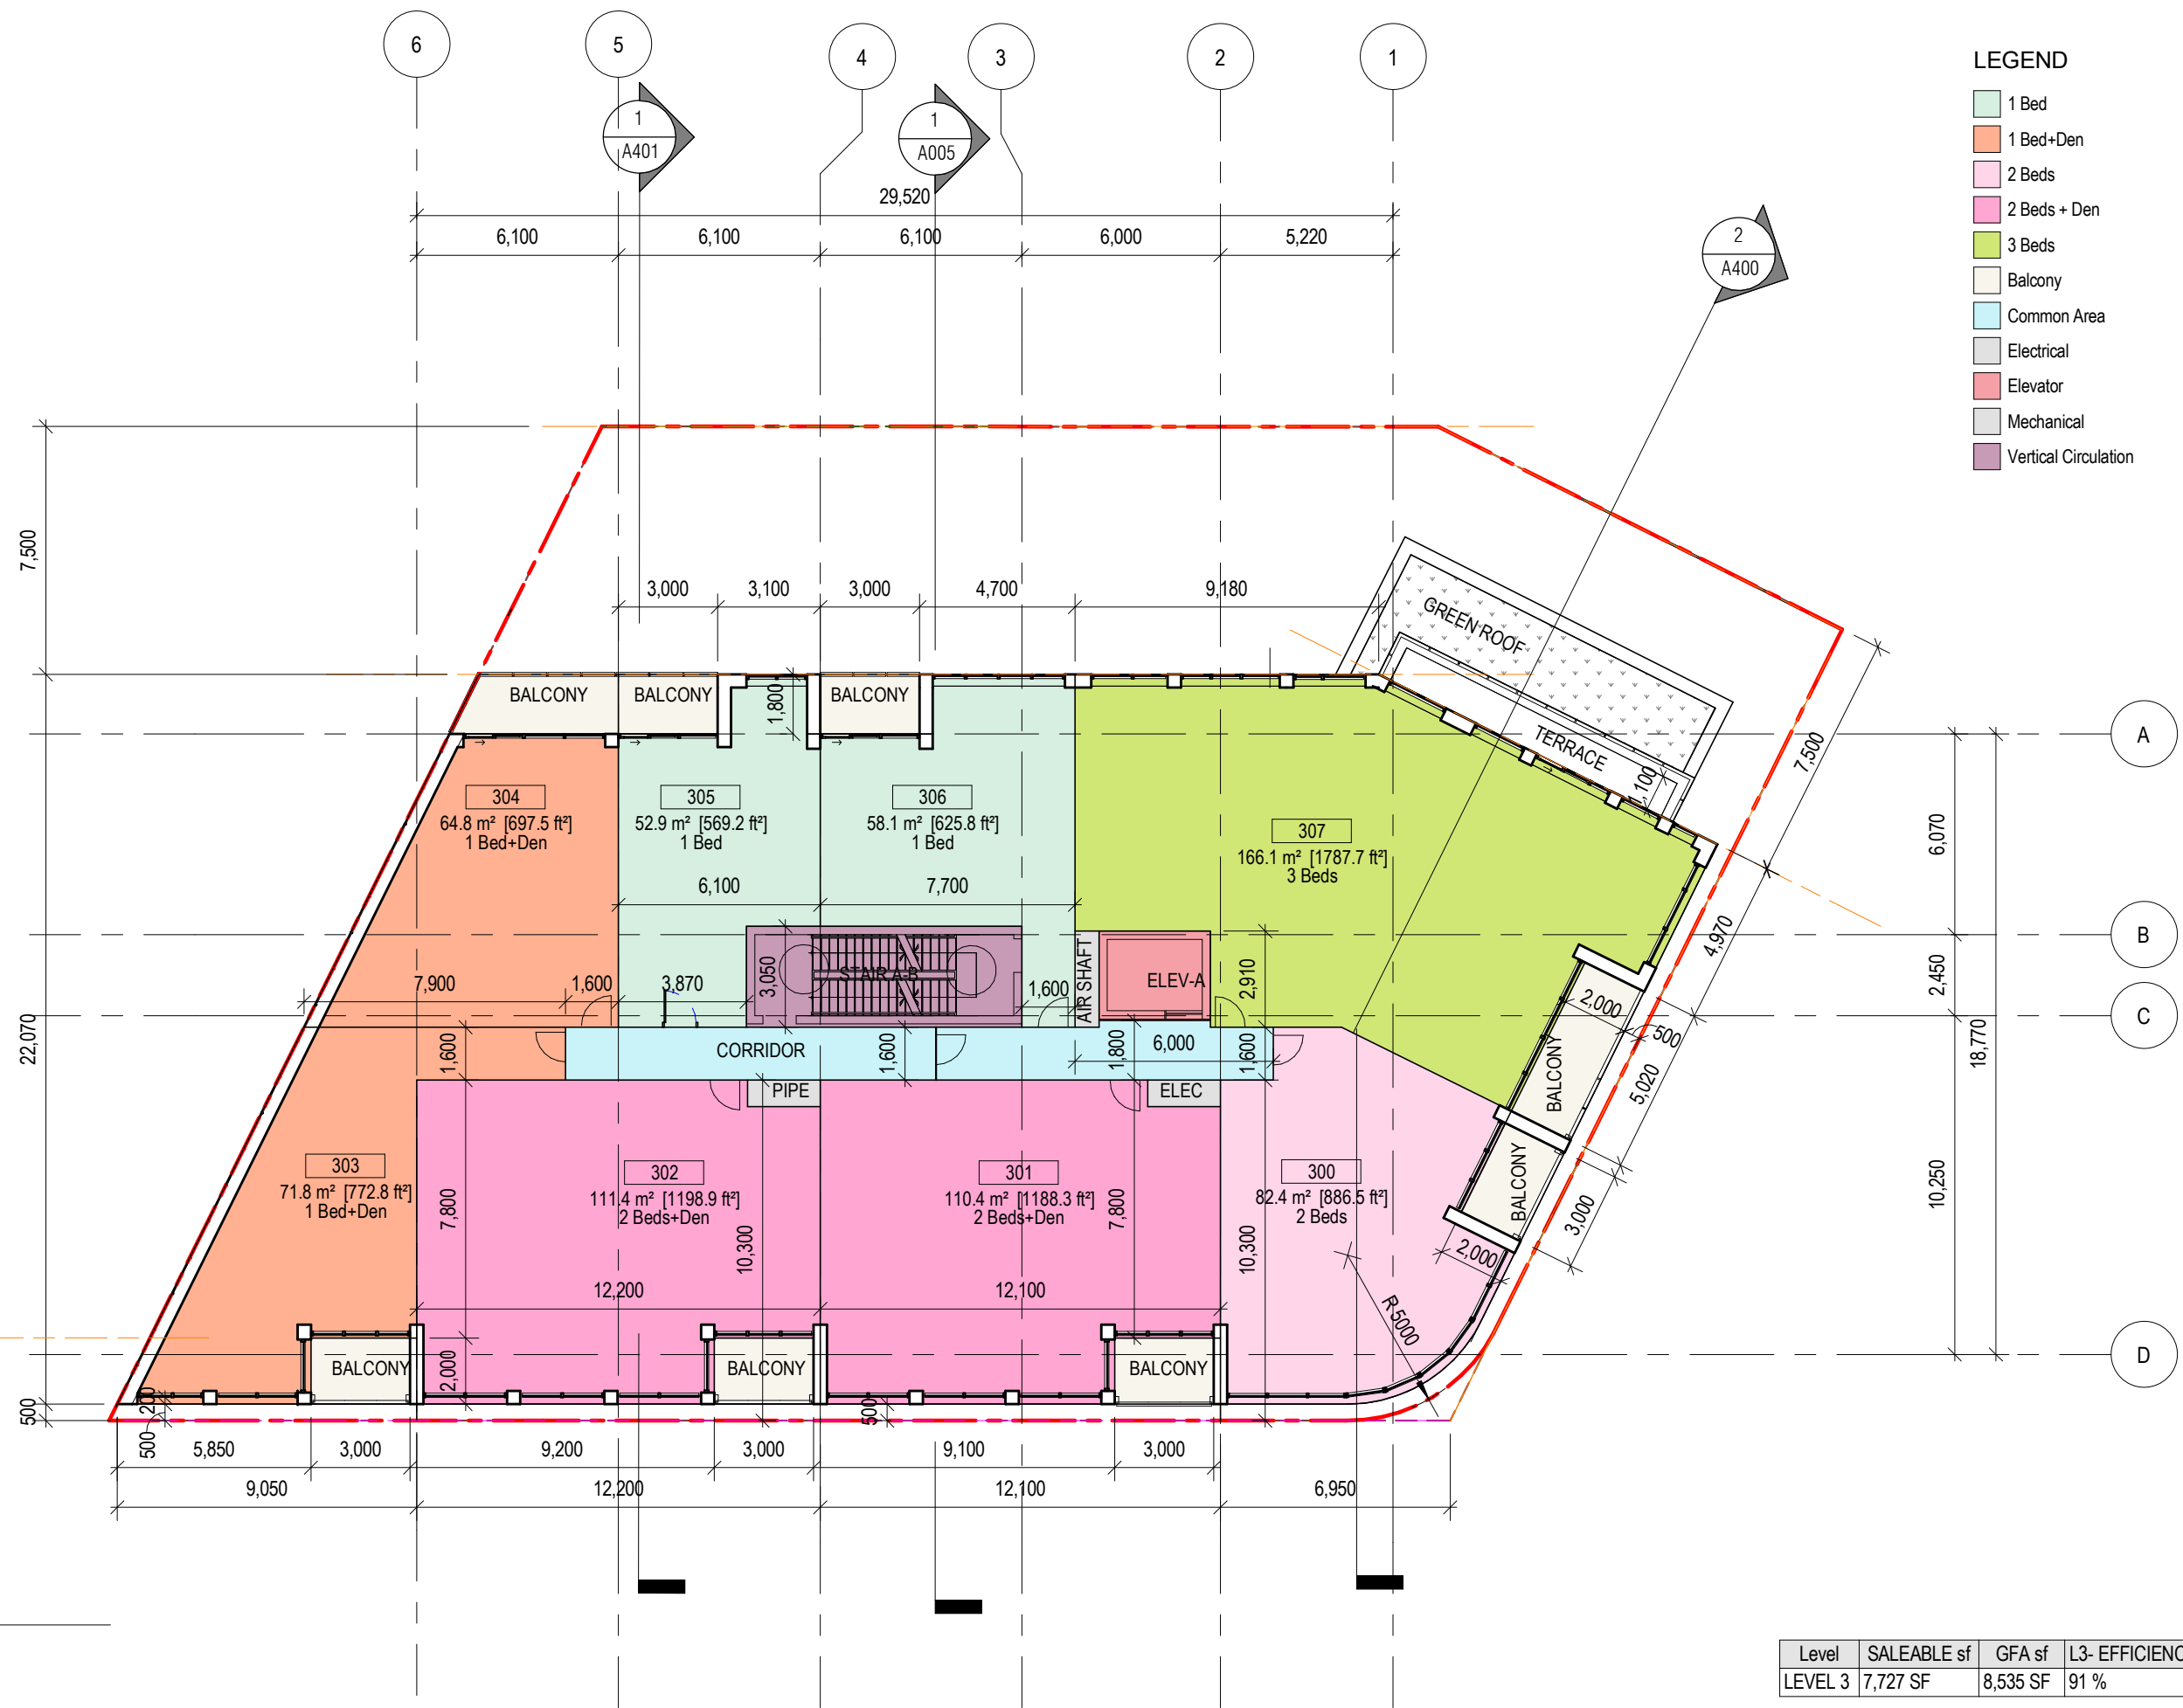 6
5
4
3
2
1
1
A401
1
A005
2
A400
LEGEND
1 Bed
1 Bed+Den
2 Beds
2 Beds + Den
3 Beds
Balcony
Common Area
Electrical
Elevator
Mechanical
Vertical Circulation
29,520
6,100
6,100
6,100
6,000
5,220
7,500
3,000
3,100
3,000
4,700
9,180
GREEN ROOF
TERRACE
1,100
7,500
BALCONY
BALCONY
BALCONY
1,800
A
304
64.8 m² [697.5 ft²]
1 Bed+Den
305
52.9 m² [569.2 ft²]
1 Bed
306
58.1 m² [625.8 ft²]
1 Bed
307
166.1 m² [1787.7 ft²]
3 Beds
6,070
6,100
7,700
B
4,970
2,450
7,900
1,600
3,870
3,050
STAIR A-B
1,600
AIR SHAFT
ELEV-A
2,910
2,000
500
C
22,070
18,770
1,600
CORRIDOR
1,600
1,800
6,000
1,600
BALCONY
5,020
PIPE
ELEC
303
71.8 m² [772.8 ft²]
1 Bed+Den
302
111.4 m² [1198.9 ft²]
2 Beds+Den
301
110.4 m² [1188.3 ft²]
2 Beds+Den
300
82.4 m² [886.5 ft²]
2 Beds
BALCONY
3,000
10,250
7,800
10,300
7,800
10,300
2,000
12,200
12,100
R 5000
BALCONY
BALCONY
BALCONY
2,000
D
500
200
500
500
5,850
3,000
9,200
3,000
9,100
3,000
9,050
12,200
12,100
6,950
Level SALEABLE sf GFA sf L3- EFFICIENC
LEVEL 3 7,727 SF 8,535 SF 91 %